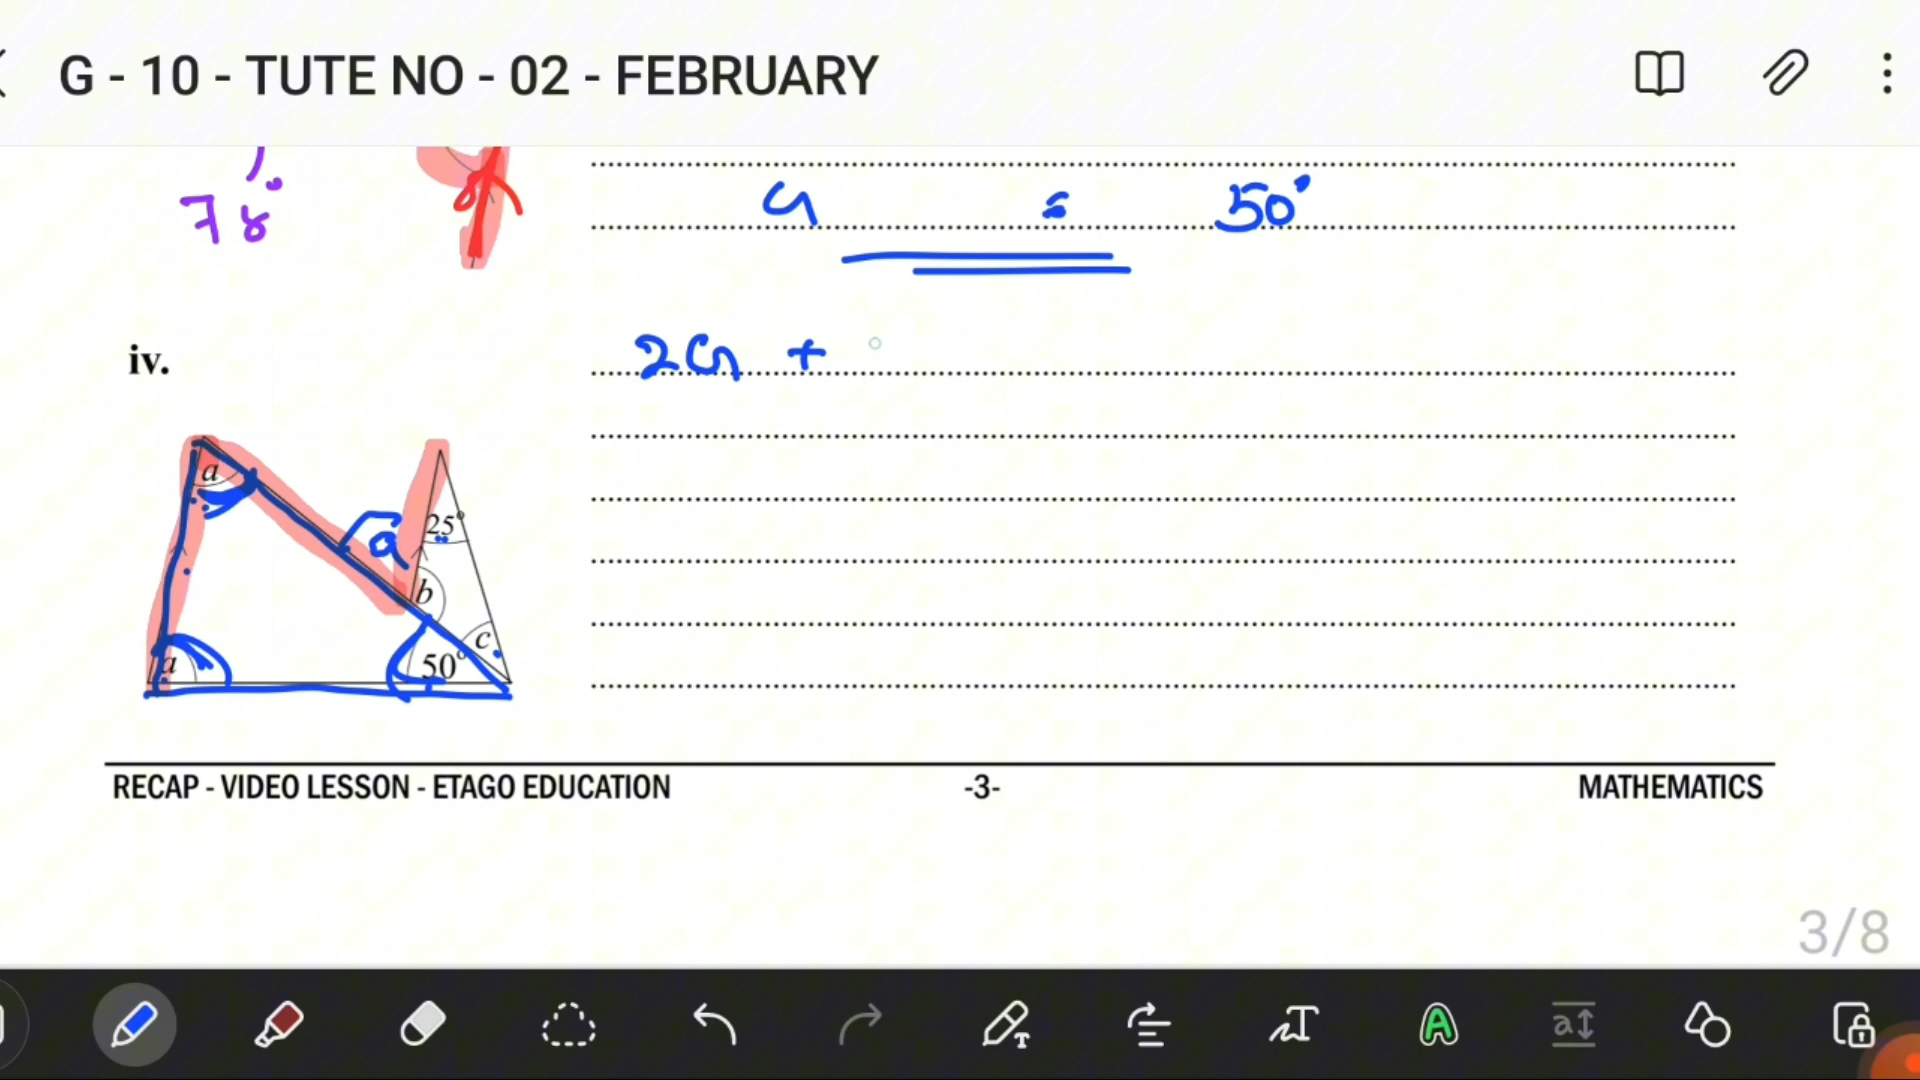 G - 10 - TUTE NO - 02 - FEBRUARY
78°
a = 50°
iv.
2a +
a
25°
a
b
c
a
50°
RECAP - VIDEO LESSON - ETAGO EDUCATION -3- MATHEMATICS
3/8